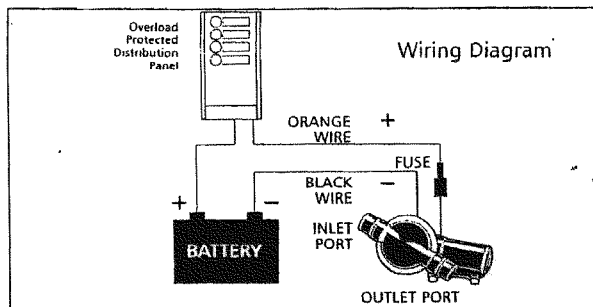 Overload
Protected
Distribution
Panel
Wiring Diagram
ORANGE +
WIRE
FUSE
BLACK −
WIRE
+ −
BATTERY
INLET
PORT
OUTLET PORT